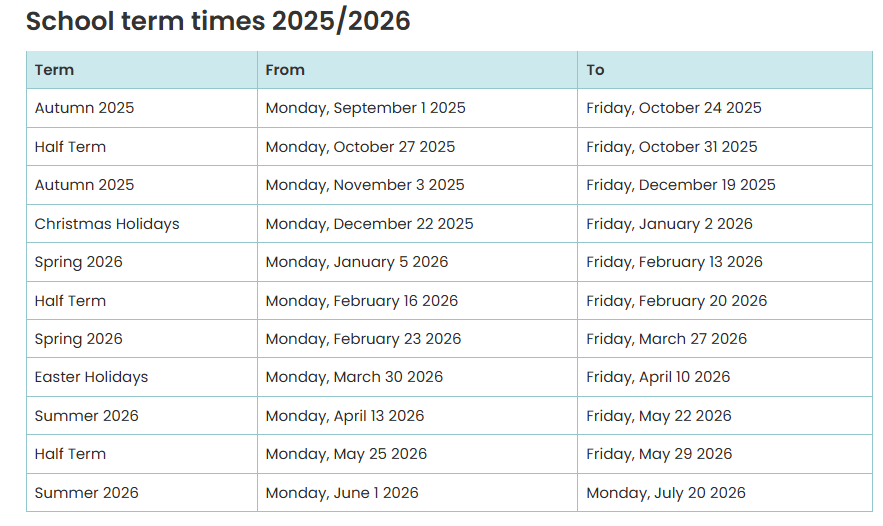 School term times 2025/2026
Term From To
Autumn 2025 Monday, September 1 2025 Friday, October 24 2025
Half Term Monday, October 27 2025 Friday, October 31 2025
Autumn 2025 Monday, November 3 2025 Friday, December 19 2025
Christmas Holidays Monday, December 22 2025 Friday, January 2 2026
Spring 2026 Monday, January 5 2026 Friday, February 13 2026
Half Term Monday, February 16 2026 Friday, February 20 2026
Spring 2026 Monday, February 23 2026 Friday, March 27 2026
Easter Holidays Monday, March 30 2026 Friday, April 10 2026
Summer 2026 Monday, April 13 2026 Friday, May 22 2026
Half Term Monday, May 25 2026 Friday, May 29 2026
Summer 2026 Monday, June 1 2026 Monday, July 20 2026